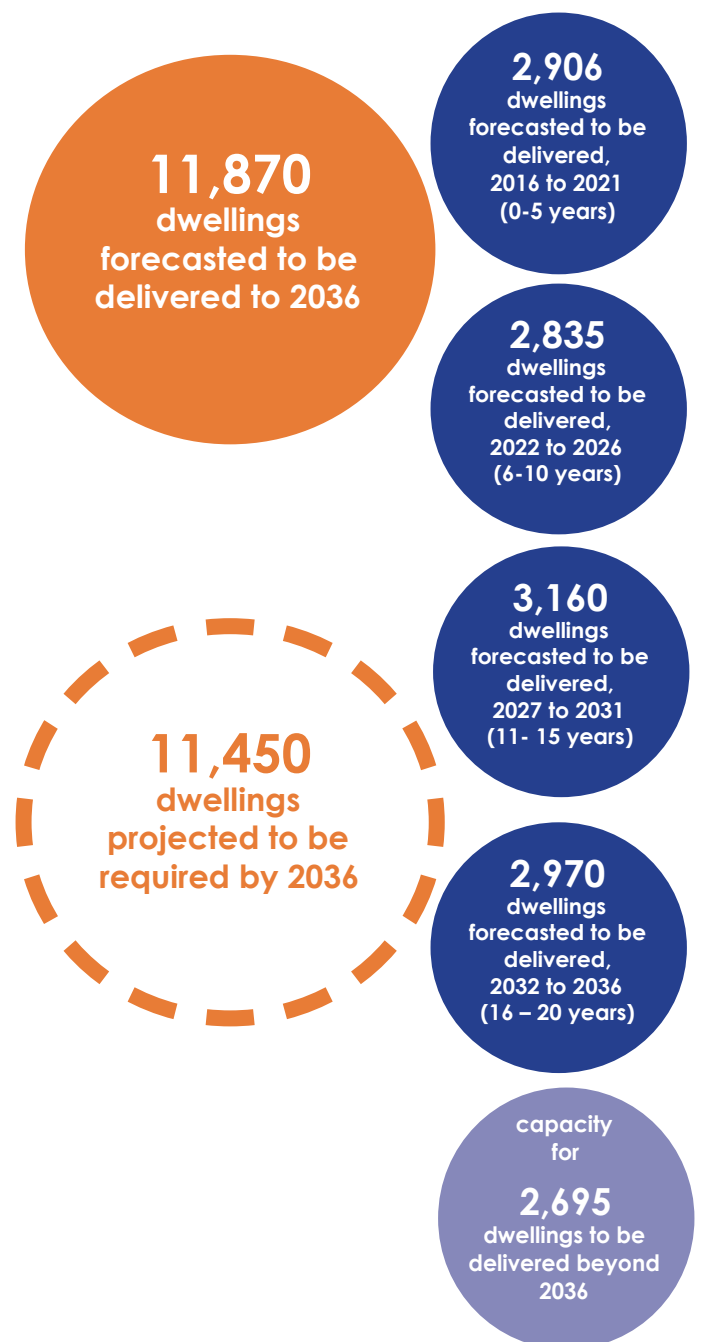 11,870
dwellings
forecasted to be
delivered to 2036
11,450
dwellings
projected to be
required by 2036
2,906
dwellings
forecasted to be
delivered,
2016 to 2021
(0-5 years)
2,835
dwellings
forecasted to be
delivered,
2022 to 2026
(6-10 years)
3,160
dwellings
forecasted to be
delivered,
2027 to 2031
(11- 15 years)
2,970
dwellings
forecasted to be
delivered,
2032 to 2036
(16 – 20 years)
capacity
for
2,695
dwellings to be
delivered beyond
2036